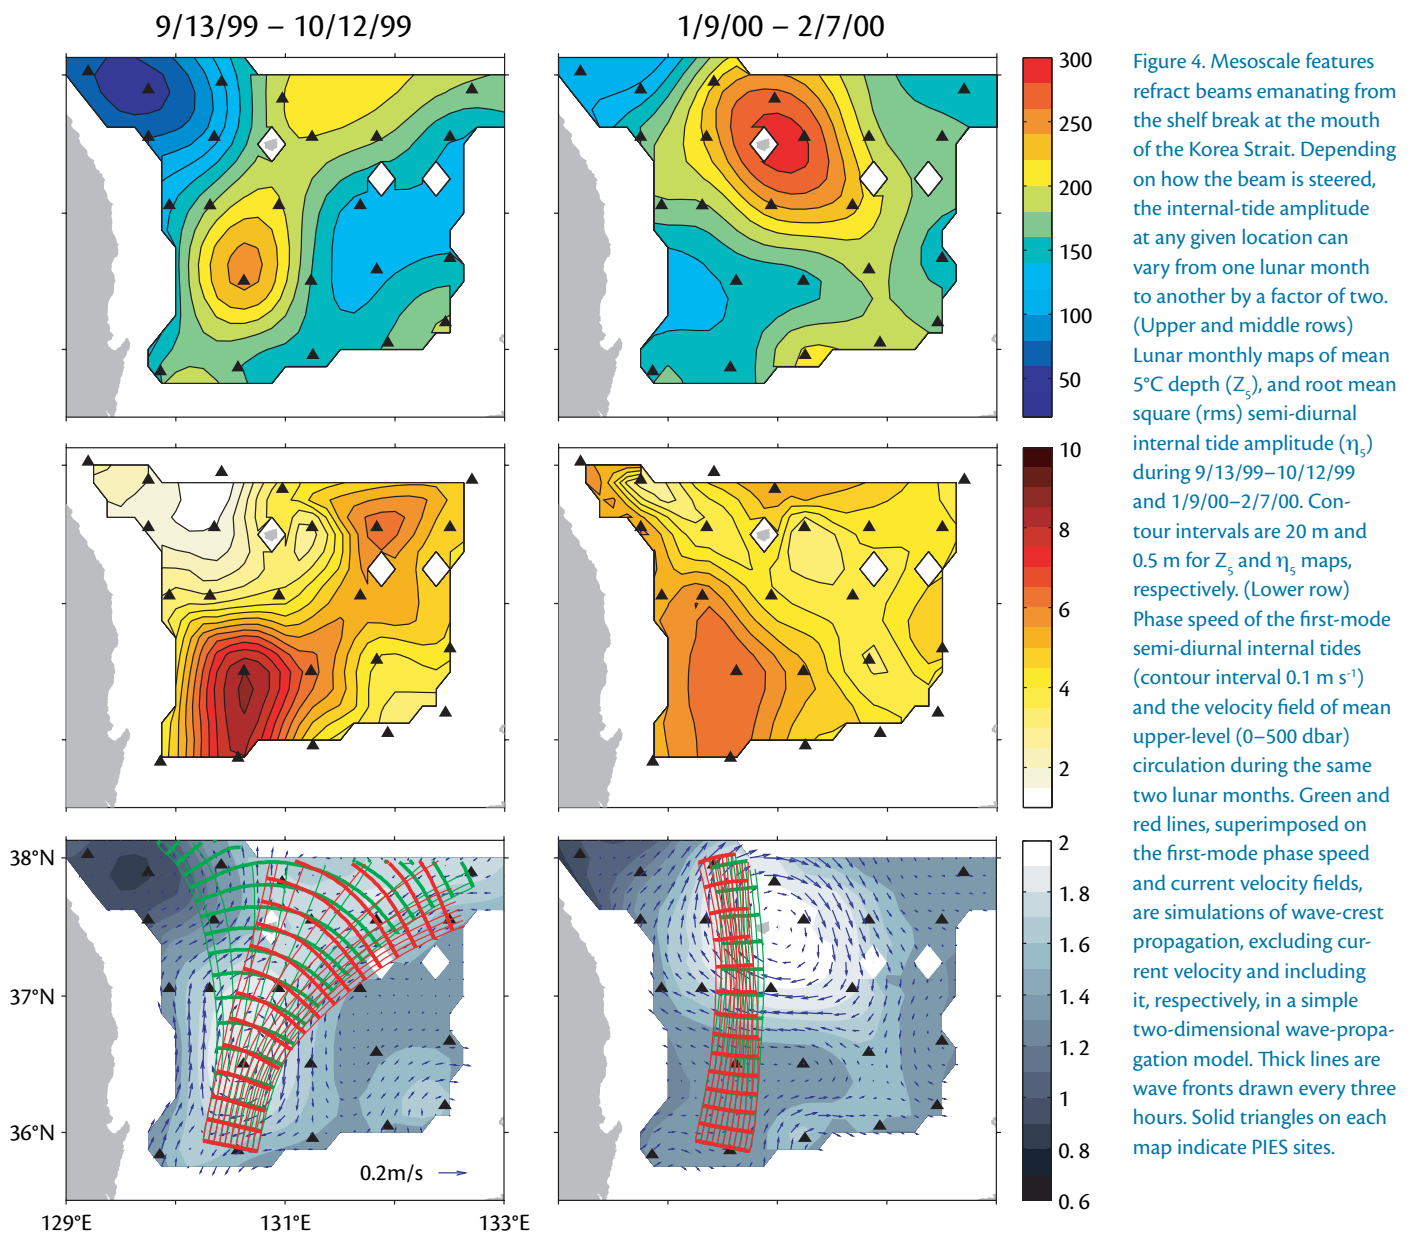 9/13/99 – 10/12/99
1/9/00 – 2/7/00
300
250
200
150
100
50
10
8
6
4
2
38°N
37°N
36°N
0.2m/s
129°E
131°E
133°E
2
1.8
1.6
1.4
1.2
1
0.8
0.6
Figure 4. Mesoscale features
refract beams emanating from
the shelf break at the mouth
of the Korea Strait. Depending
on how the beam is steered,
the internal-tide amplitude
at any given location can
vary from one lunar month
to another by a factor of two.
(Upper and middle rows)
Lunar monthly maps of mean
5°C depth (Z₅), and root mean
square (rms) semi-diurnal
internal tide amplitude (η₅)
during 9/13/99–10/12/99
and 1/9/00–2/7/00. Con-
tour intervals are 20 m and
0.5 m for Z₅ and η₅ maps,
respectively. (Lower row)
Phase speed of the first-mode
semi-diurnal internal tides
(contour interval 0.1 m s⁻¹)
and the velocity field of mean
upper-level (0–500 dbar)
circulation during the same
two lunar months. Green and
red lines, superimposed on
the first-mode phase speed
and current velocity fields,
are simulations of wave-crest
propagation, excluding cur-
rent velocity and including
it, respectively, in a simple
two-dimensional wave-propa-
gation model. Thick lines are
wave fronts drawn every three
hours. Solid triangles on each
map indicate PIES sites.